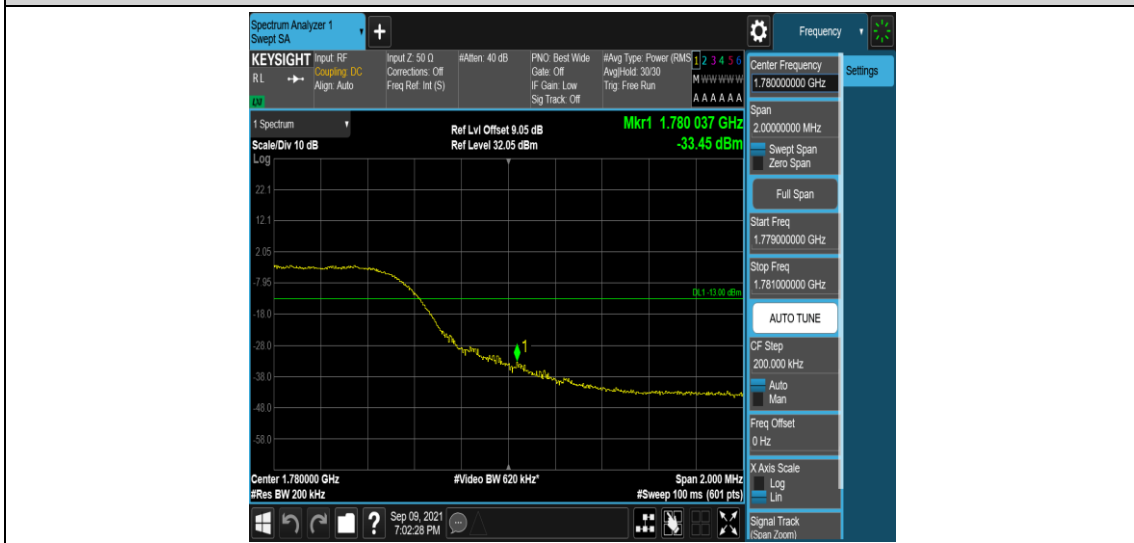 Spectrum Analyzer 1
Swept SA
+
Frequency
KEYSIGHT
RL
LXI
Input: RF
Coupling: DC
Align: Auto
Input Z: 50 Ω
Corrections: Off
Freq Ref: Int (S)
#Atten: 40 dB
PNO: Best Wide
Gate: Off
IF Gain: Low
Sig Track: Off
#Avg Type: Power (RMS
Avg|Hold: 30/30
Trig: Free Run
1 2 3 4 5 6
M W W W W W
A A A A A A
1 Spectrum
Scale/Div 10 dB
Log
Ref Lvl Offset 9.05 dB
Ref Level 32.05 dBm
Mkr1 1.780 037 GHz
-33.45 dBm
22.1
12.1
2.05
-7.95
-18.0
-28.0
-38.0
-48.0
-58.0
DL1 -13.00 dBm
1
Center 1.780000 GHz
#Res BW 200 kHz
#Video BW 620 kHz*
Span 2.000 MHz
#Sweep 100 ms (601 pts)
Center Frequency
1.780000000 GHz
Settings
Span
2.00000000 MHz
Swept Span
Zero Span
Full Span
Start Freq
1.779000000 GHz
Stop Freq
1.781000000 GHz
AUTO TUNE
CF Step
200.000 kHz
Auto
Man
Freq Offset
0 Hz
X Axis Scale
Log
Lin
Signal Track
(Span Zoom)
?
Sep 09, 2021
7:02:28 PM